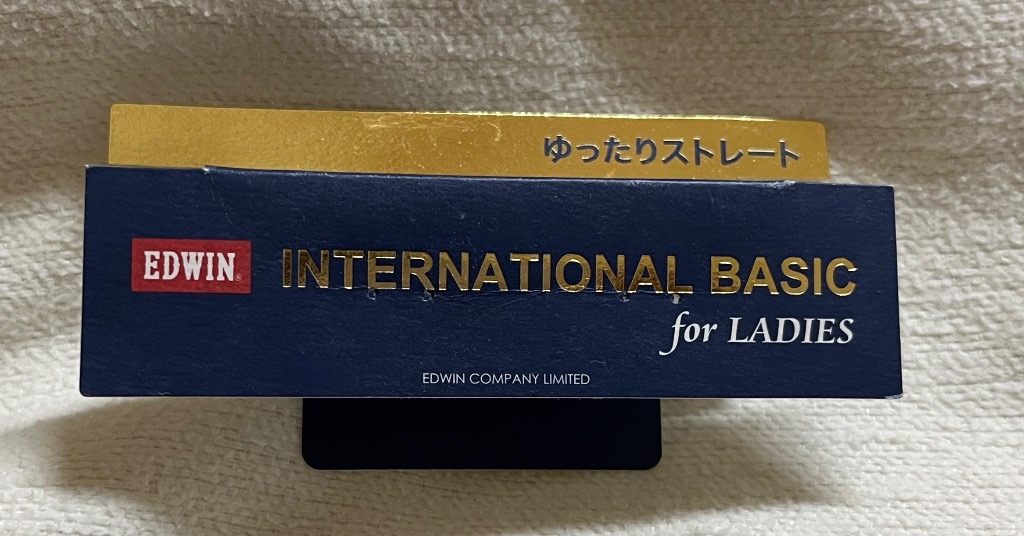 ゆったりストレート
EDWIN®
INTERNATIONAL BASIC
for LADIES
EDWIN COMPANY LIMITED